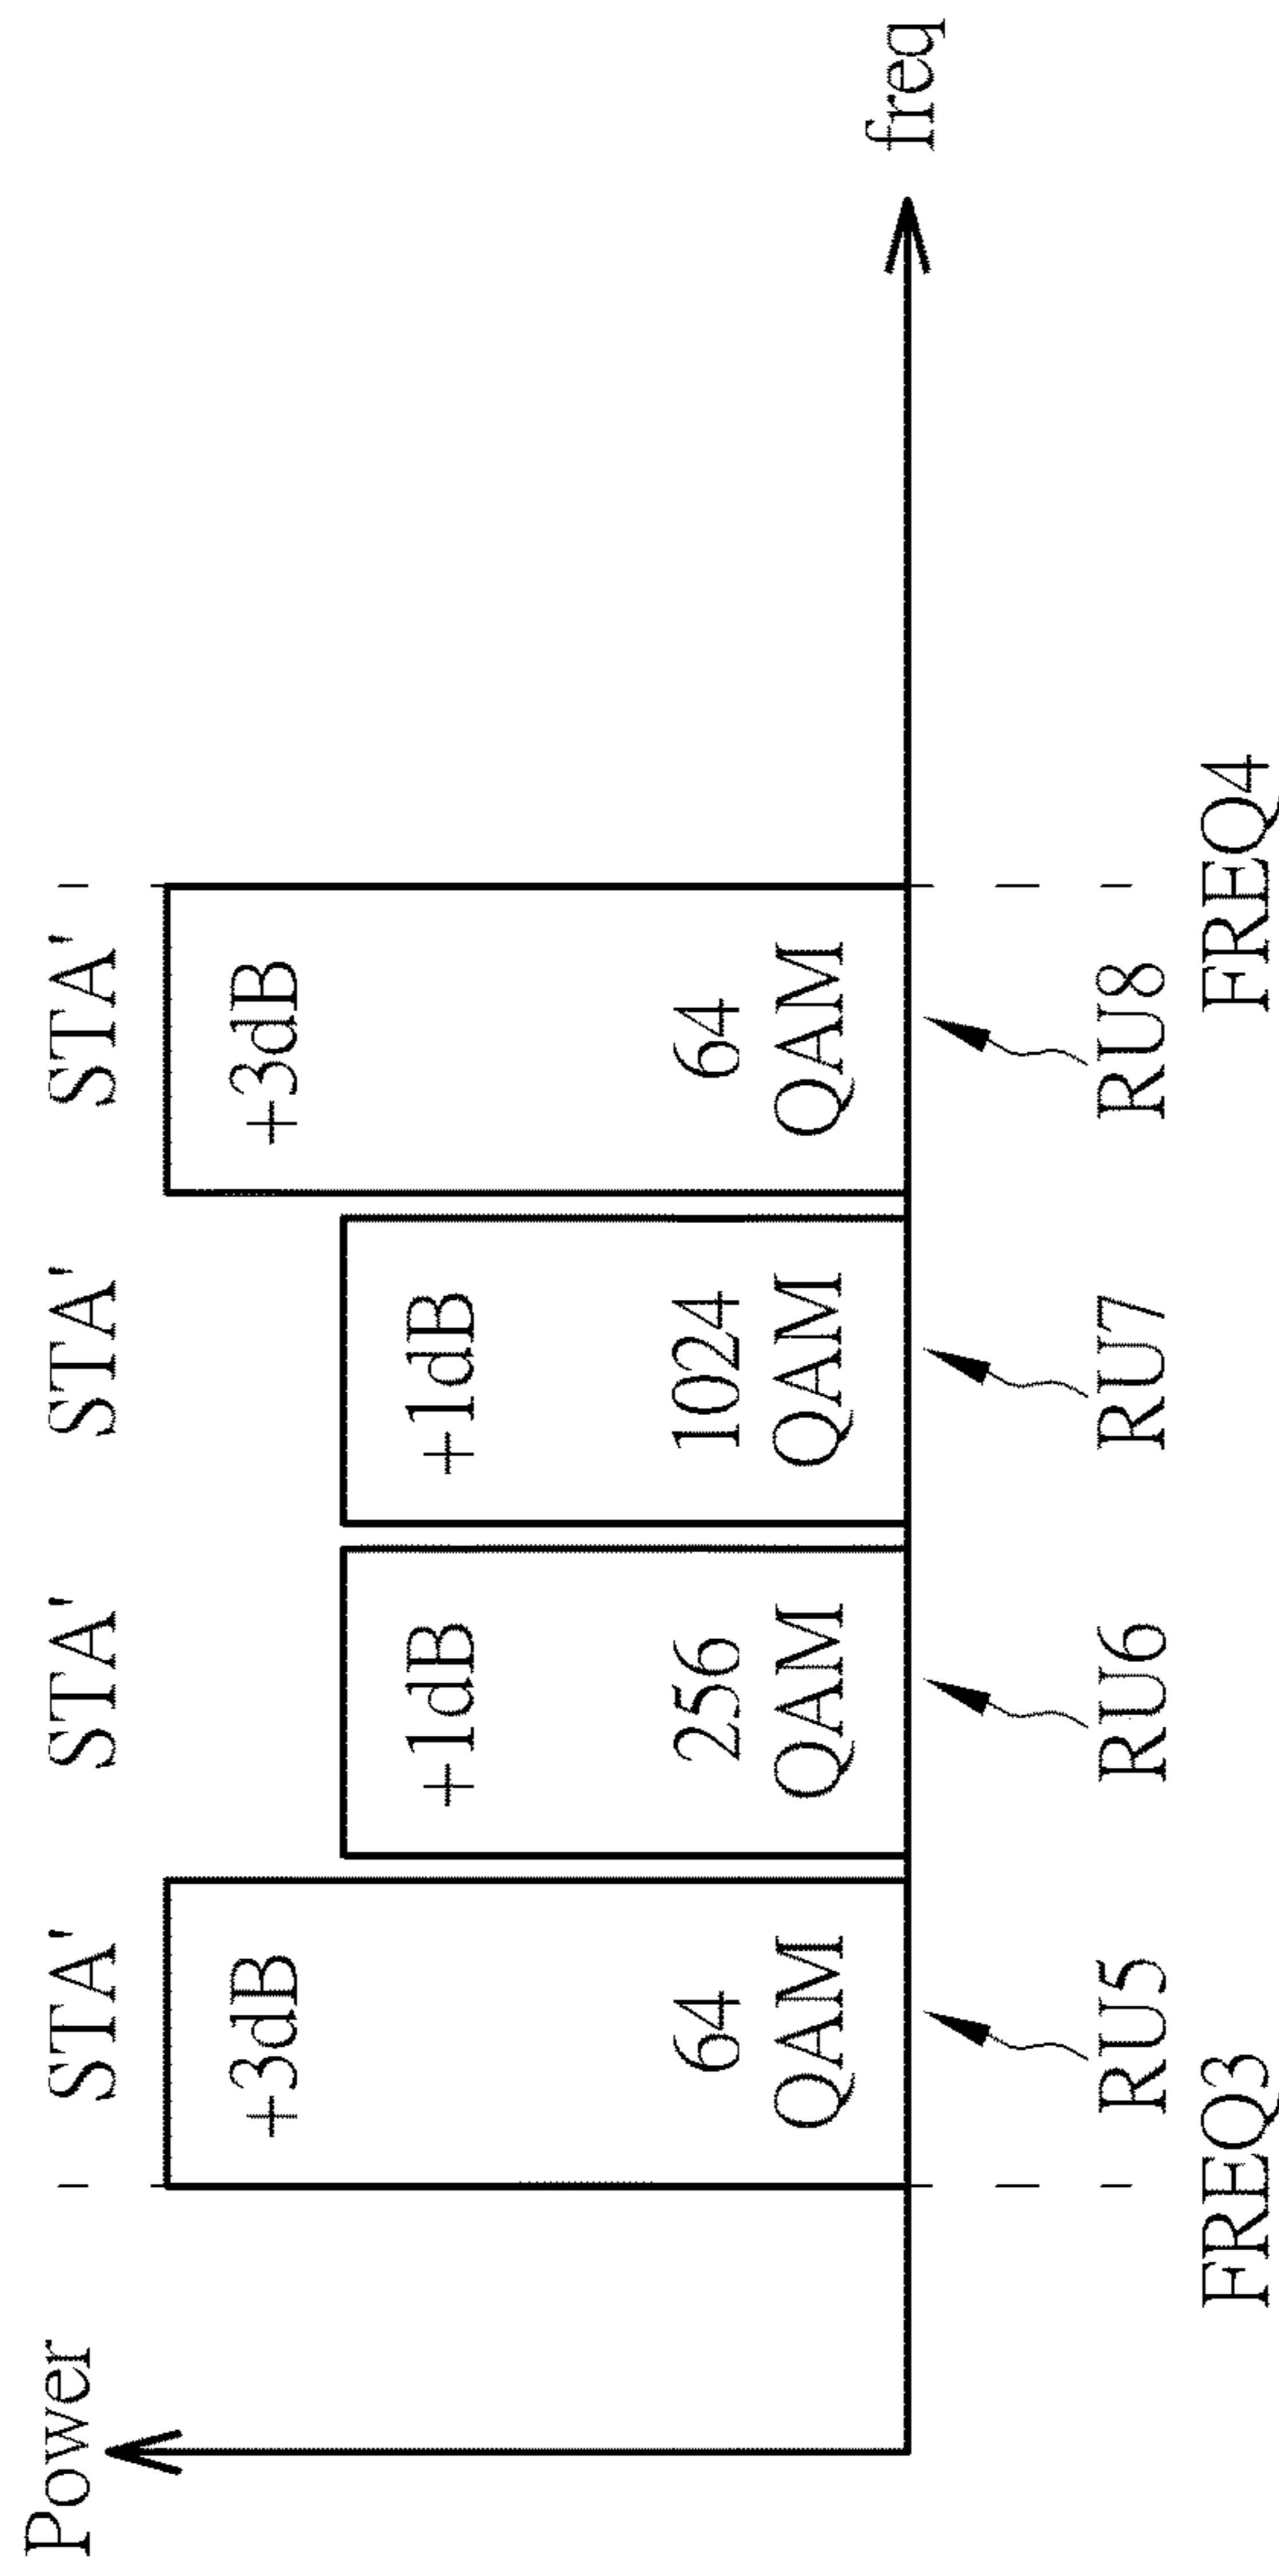 Power
STA' STA' STA' STA'
+3dB +1dB +1dB +3dB
64 256 1024 64
QAM QAM QAM QAM
freq
RU5 RU6 RU7 RU8
FREQ3 FREQ4